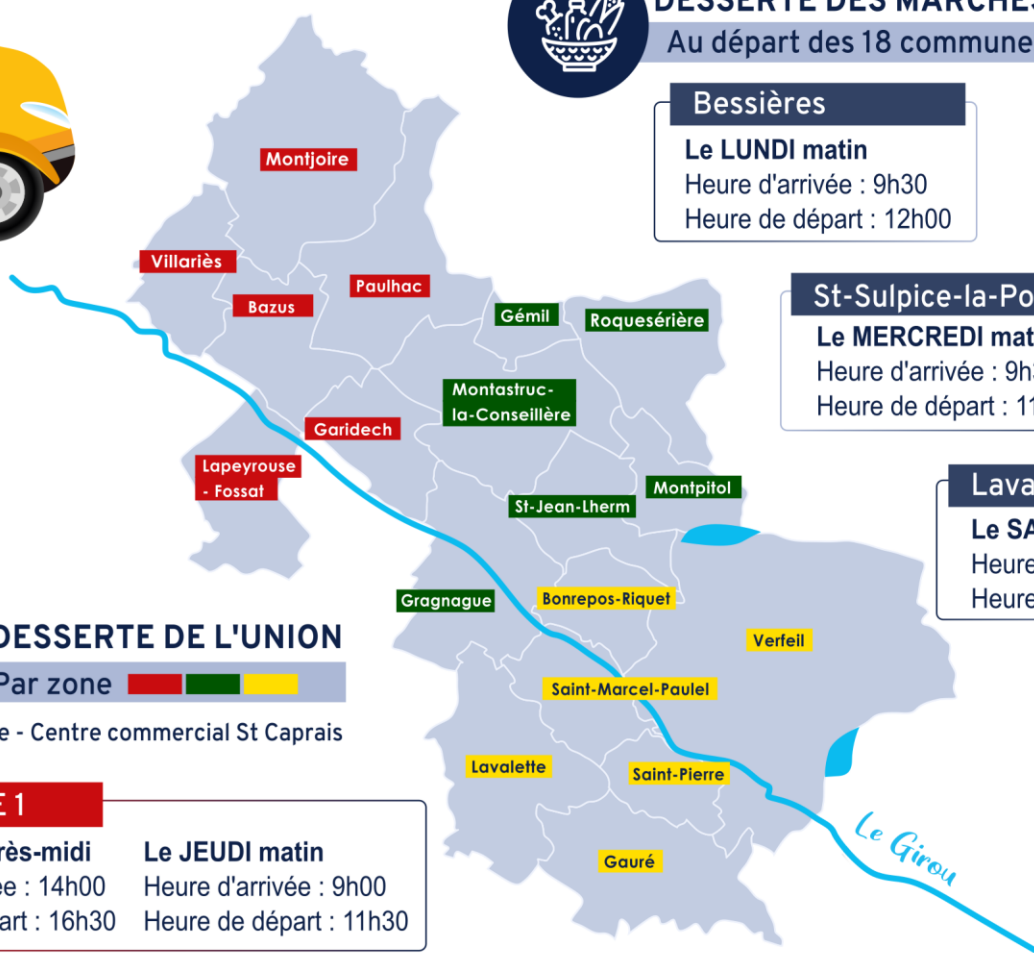 DESSERTE DES MARCHES
Au départ des 18 commune
Bessières
Le LUNDI matin
Heure d'arrivée : 9h30
Heure de départ : 12h00
St-Sulpice-la-Po
Le MERCREDI mat
Heure d'arrivée : 9h
Heure de départ : 11
Lava
Le SA
Heure
Heure
Montjoire
Villariès
Bazus
Paulhac
Gémil
Roquesérière
Montastruc-
la-Conseillère
Garidech
Lapeyrouse
- Fossat
St-Jean-Lherm
Montpitol
Gragnague
Bonrepos-Riquet
Verfeil
Saint-Marcel-Paulel
Lavalette
Saint-Pierre
Gauré
Le Girou
DESSERTE DE L'UNION
Par zone
e - Centre commercial St Caprais
E 1
rès-midi
ée : 14h00
art : 16h30
Le JEUDI matin
Heure d'arrivée : 9h00
Heure de départ : 11h30